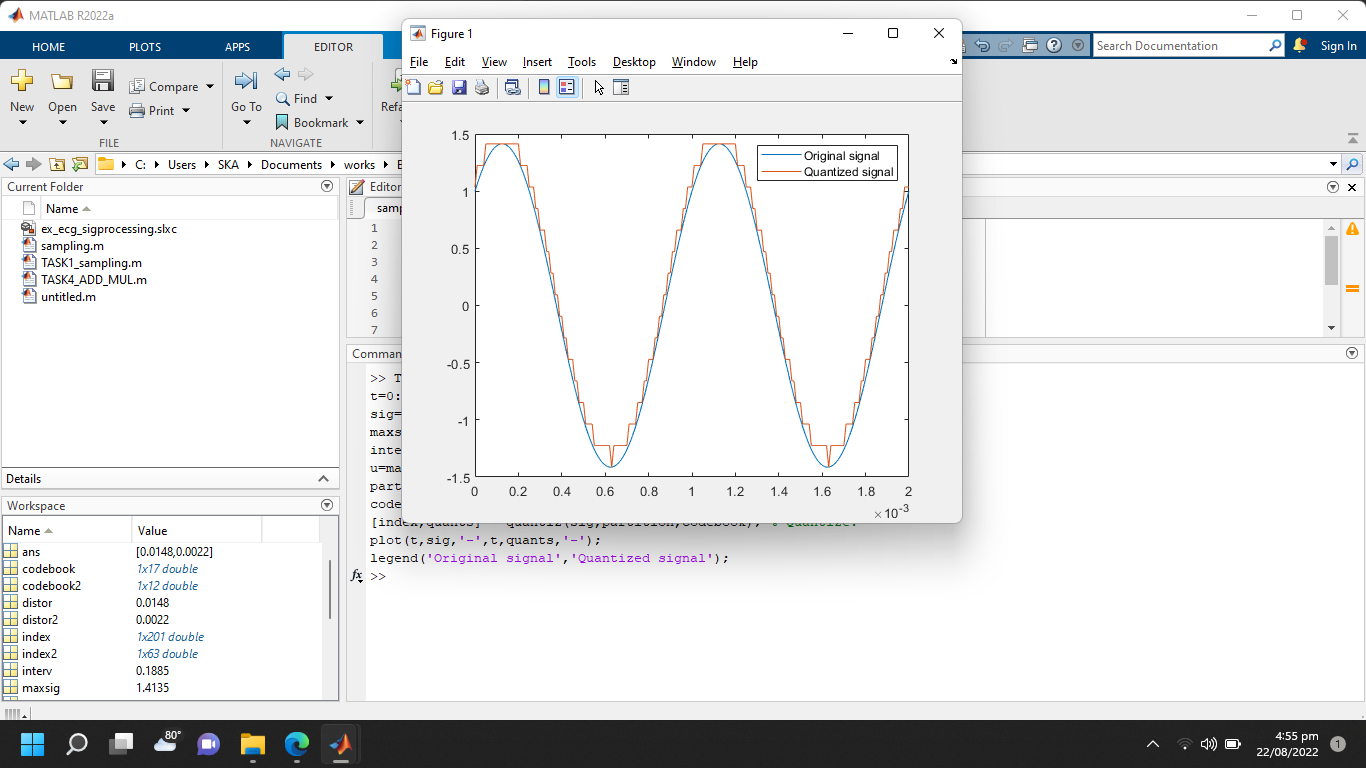 MATLAB R2022a
Figure 1
HOME PLOTS APPS EDITOR
Search Documentation
Sign In
File Edit View Insert Tools Desktop Window Help
New Open Save
Compare
Print
FILE
Go To
Find
Bookmark
NAVIGATE
C: Users SKA Documents works
Current Folder
Name
ex_ecg_sigprocessing.slxc
sampling.m
TASK1_sampling.m
TASK4_ADD_MUL.m
untitled.m
Details
Workspace
Name Value
ans [0.0148,0.0022]
codebook 1x17 double
codebook2 1x12 double
distor 0.0148
distor2 0.0022
index 1x201 double
index2 1x63 double
interv 0.1885
maxsig 1.4135
Editor
1
2
3
4
5
6
7
1.5
1
0.5
0
-0.5
-1
-1.5
0 0.2 0.4 0.6 0.8 1 1.2 1.4 1.6 1.8 2
×10-3
Original signal
Quantized signal
>> T
t=0:
sig=
plot(t,sig,'-',t,quants,'-');
legend('Original signal','Quantized signal');
fx >>
80°
4:55 pm
22/08/2022
1